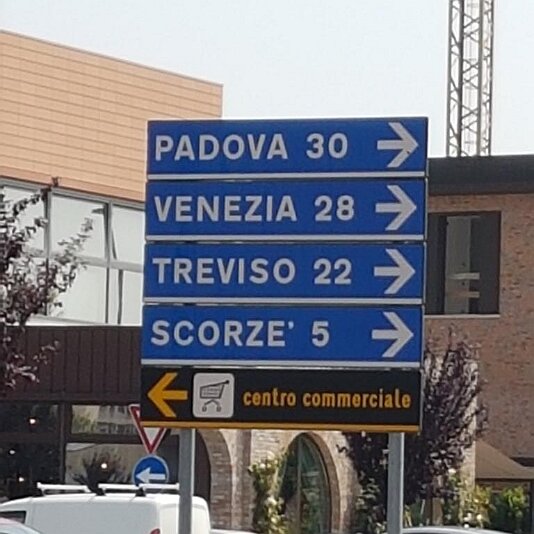 PADOVA 30
VENEZIA 28
TREVISO 22
SCORZE' 5
centro commerciale